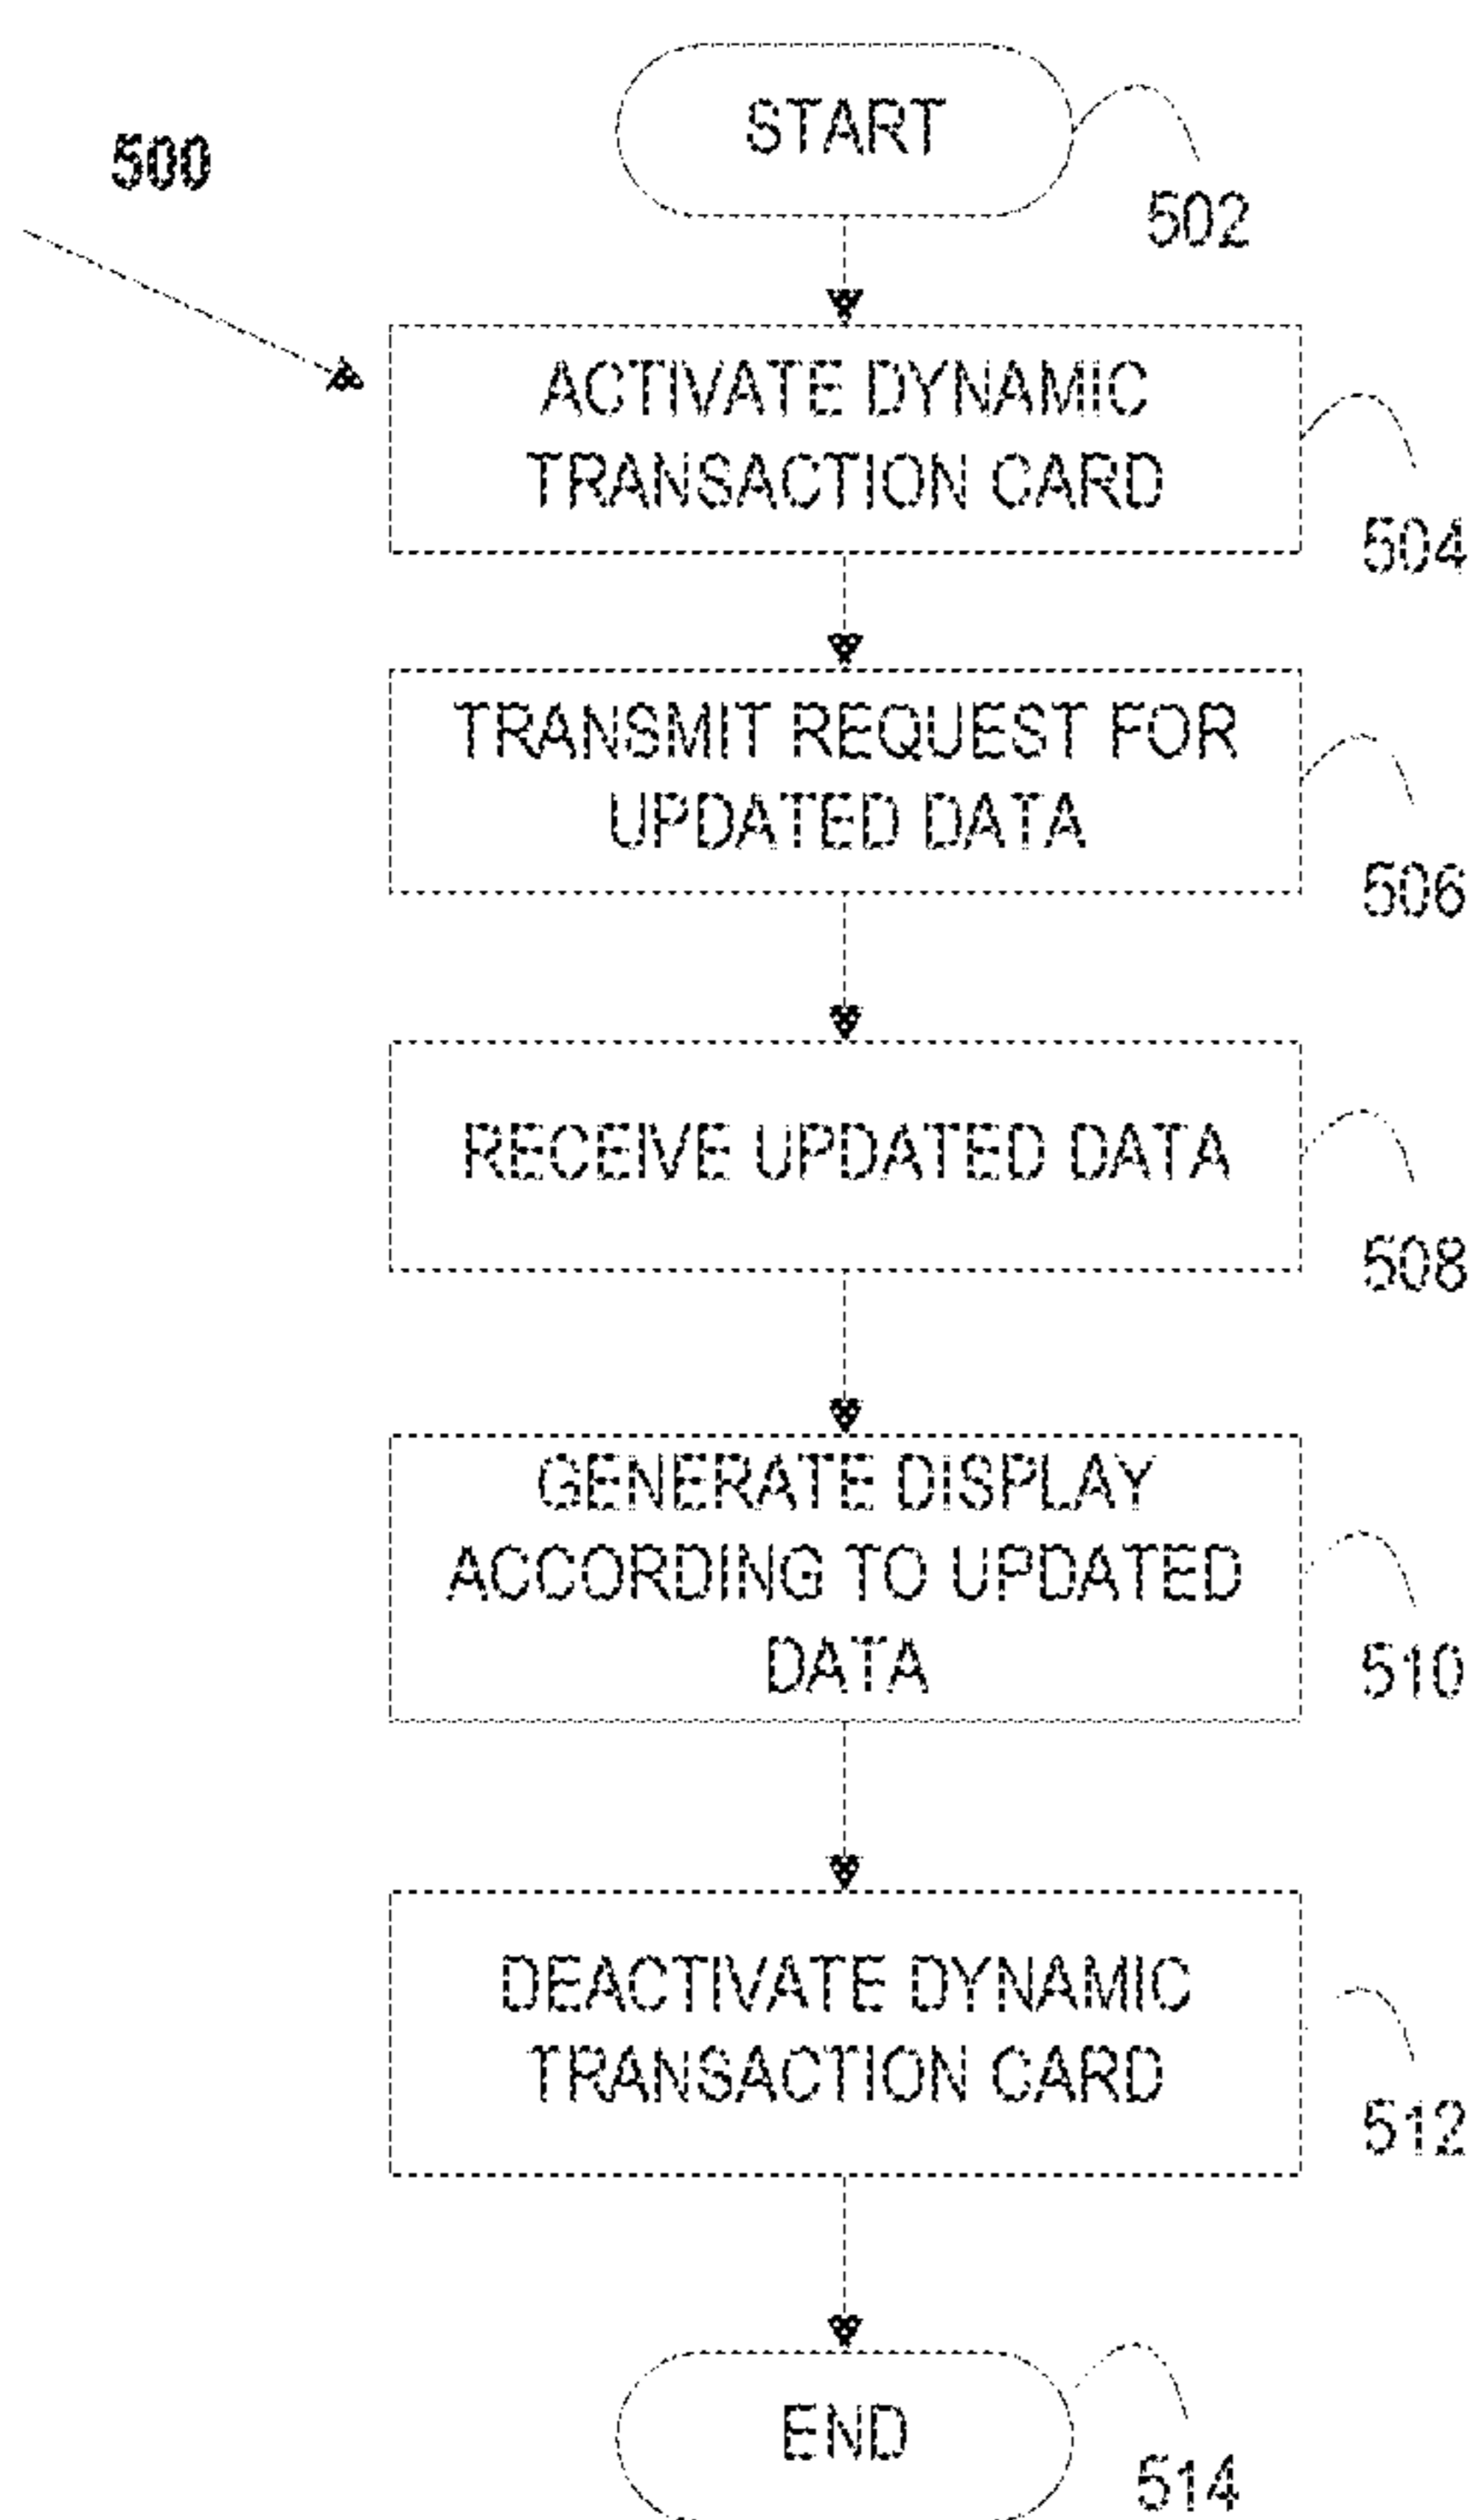 500
START
502
ACTIVATE DYNAMIC
TRANSACTION CARD
504
TRANSMIT REQUEST FOR
UPDATED DATA
506
RECEIVE UPDATED DATA
508
GENERATE DISPLAY
ACCORDING TO UPDATED
DATA
510
DEACTIVATE DYNAMIC
TRANSACTION CARD
512
END
514